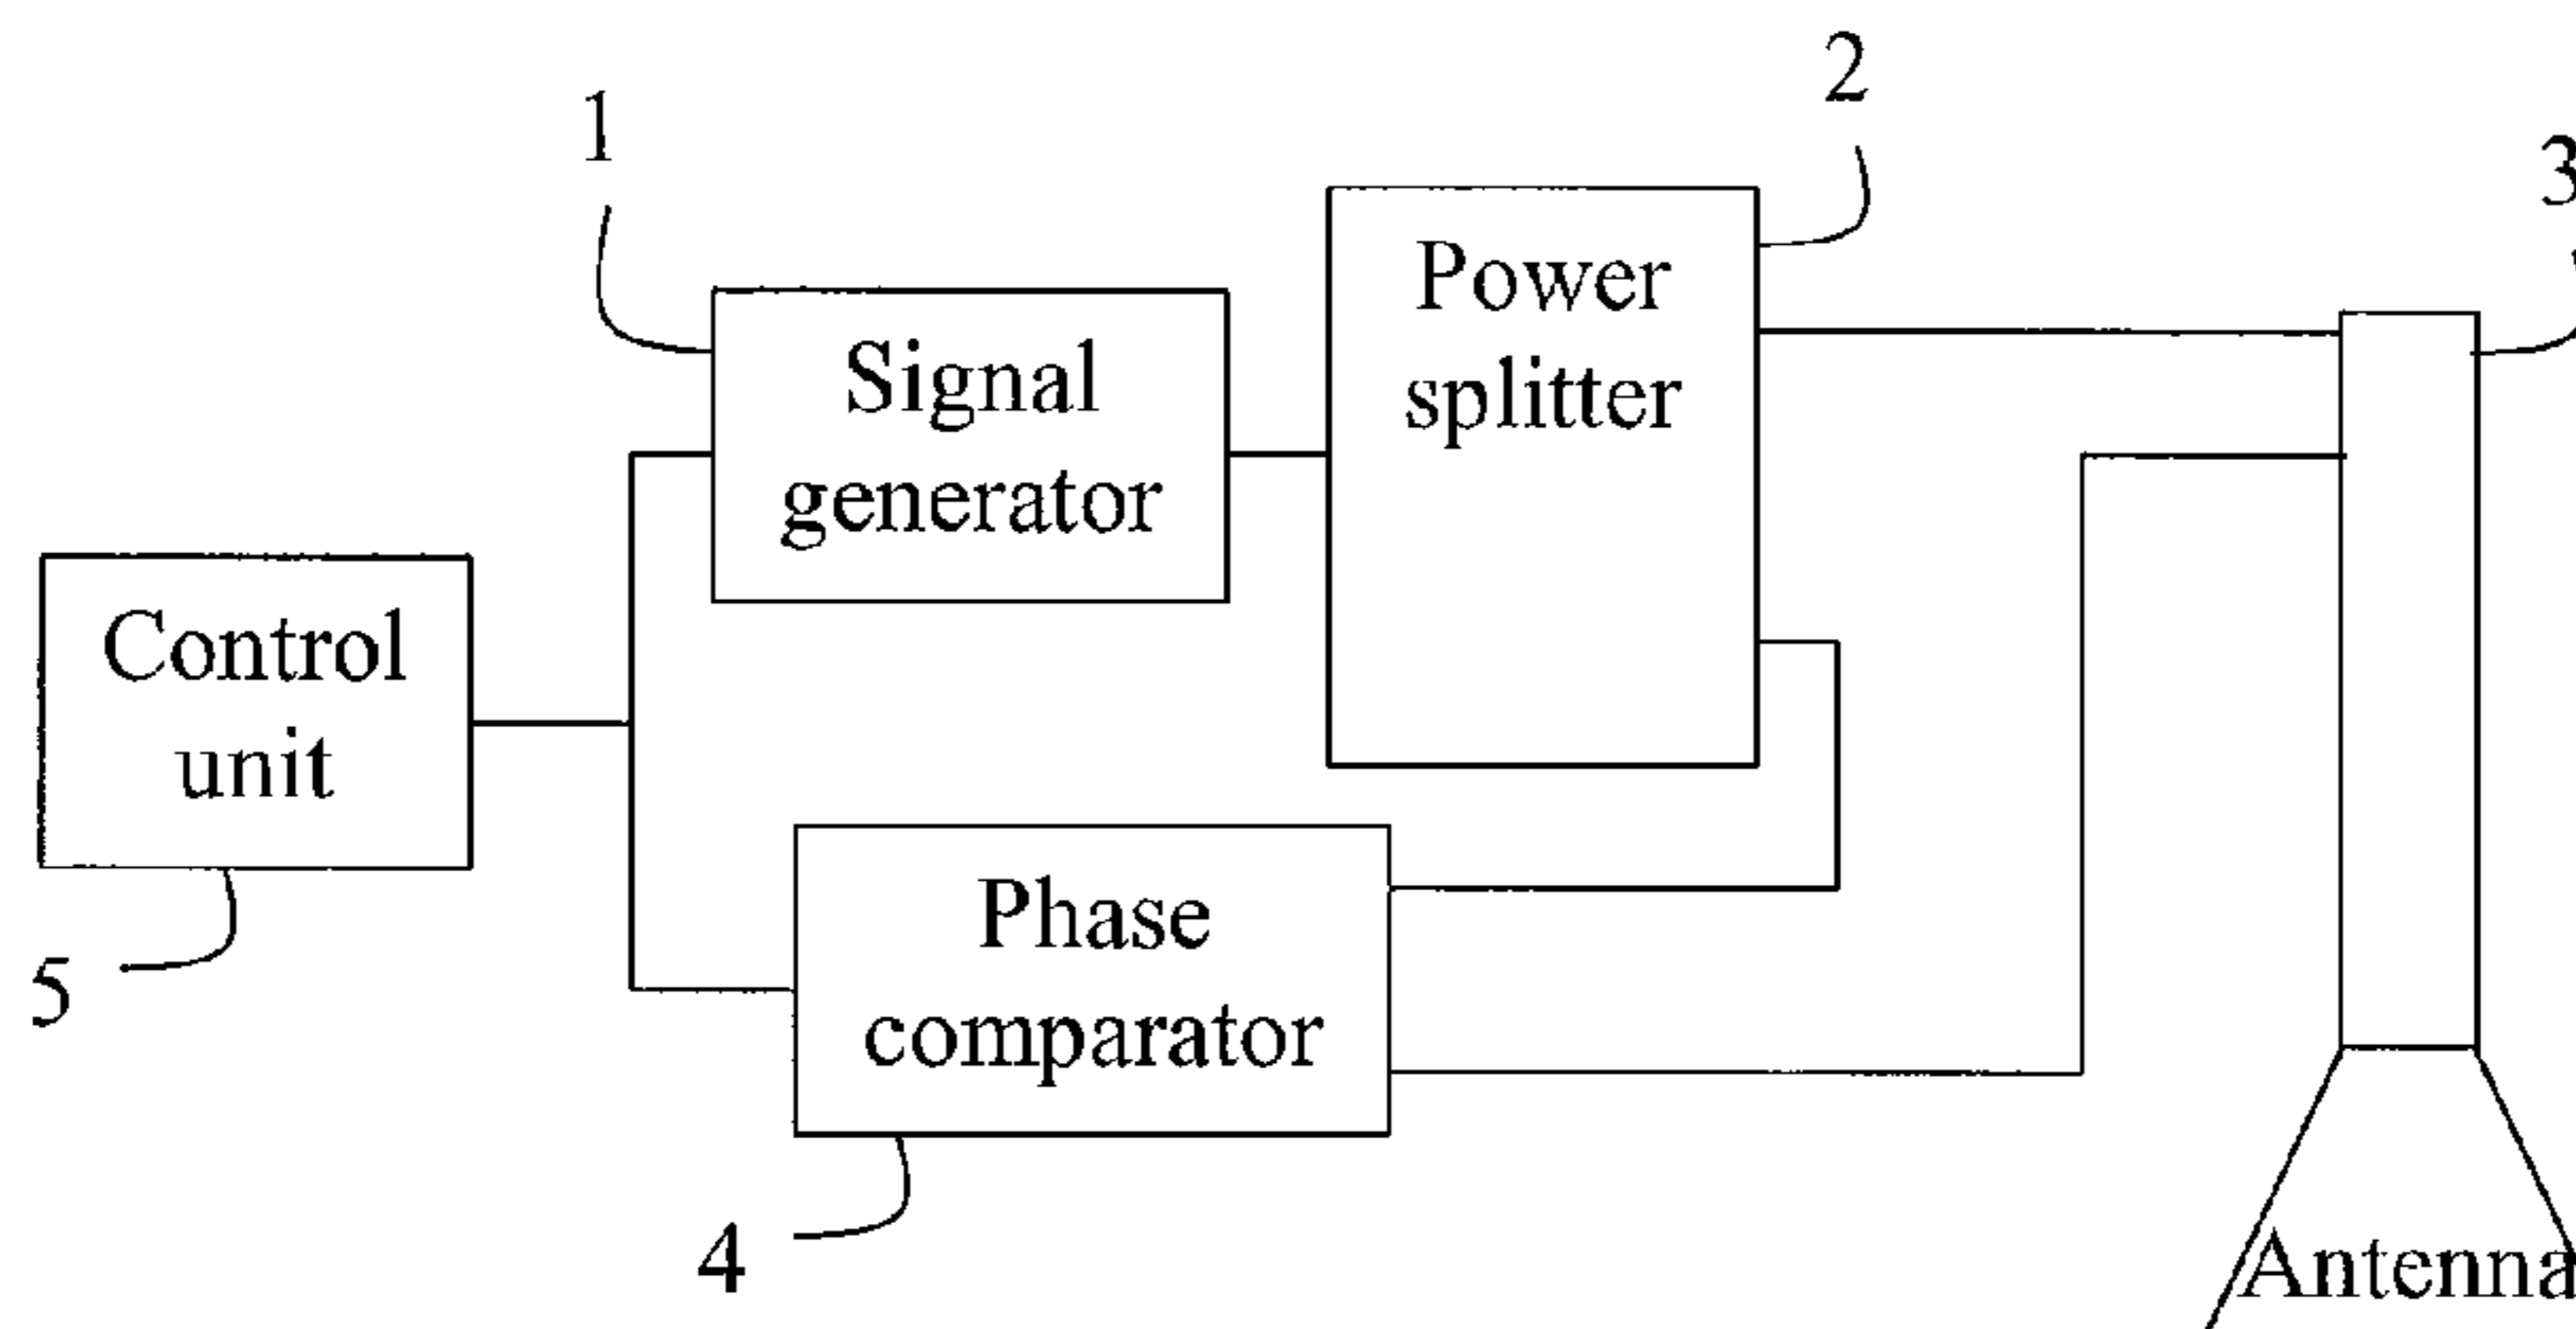 1
2
3
Signal
generator
Power
splitter
Control
unit
Phase
comparator
5
4
Antenna